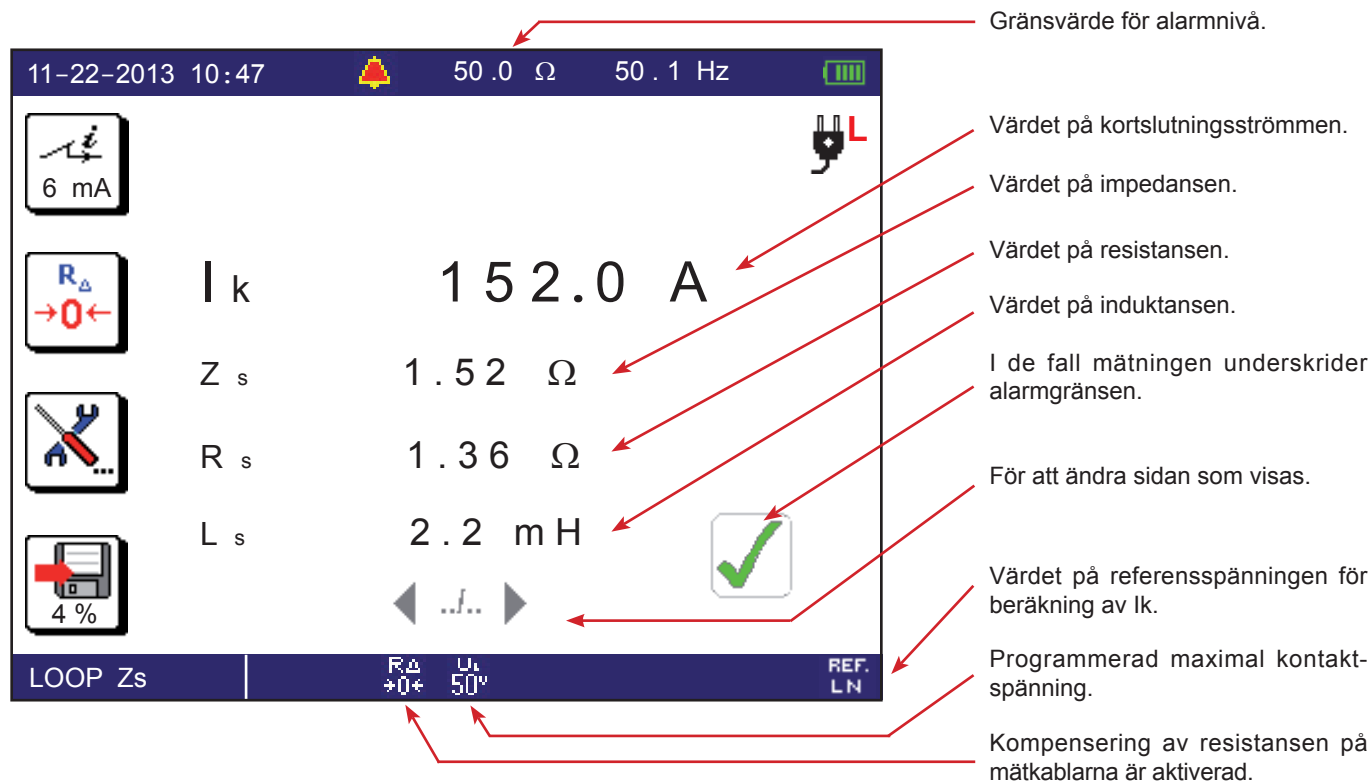 Gränsvärde för alarmnivå.
11-22-2013 10:47 50.0 Ω 50.1 Hz
L
Värdet på kortslutningsströmmen.
i
6 mA
Värdet på impedansen.
Värdet på resistansen.
RΔ
→0←
Ik 152.0 A
Värdet på induktansen.
Zs 1.52 Ω
I de fall mätningen underskrider
alarmgränsen.
...
Rs 1.36 Ω
För att ändra sidan som visas.
Ls 2.2 mH
4 %
../..
Värdet på referensspänningen för
beräkning av Ik.
LOOP Zs
RΔ
→0←
UL
50V
REF.
LN
Programmerad maximal kontakt-
spänning.
Kompensering av resistansen på
mätkablarna är aktiverad.